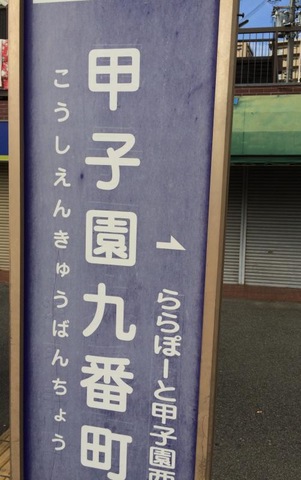 甲子園九番町
こうしえんきゅうばんちょう
→
ららぽーと甲子園西